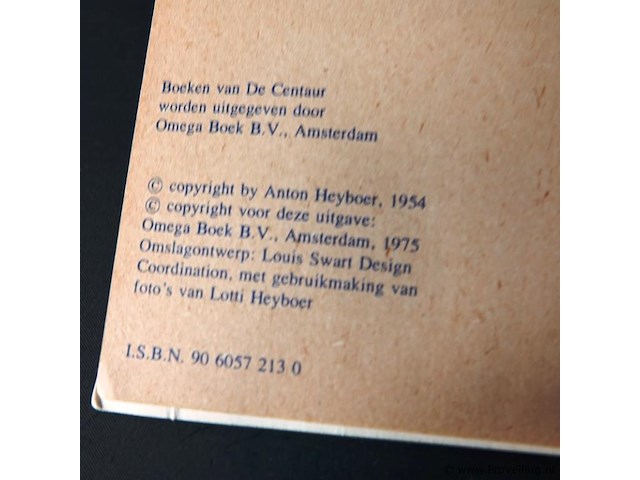 Boeken van De Centaur
worden uitgegeven door
Omega Boek B.V., Amsterdam
© copyright by Anton Heyboer, 1954
© copyright voor deze uitgave:
Omega Boek B.V., Amsterdam, 1975
Omslagontwerp: Louis Swart Design
Coordination, met gebruikmaking van
foto's van Lotti Heyboer
I.S.B.N. 90 6057 213 0